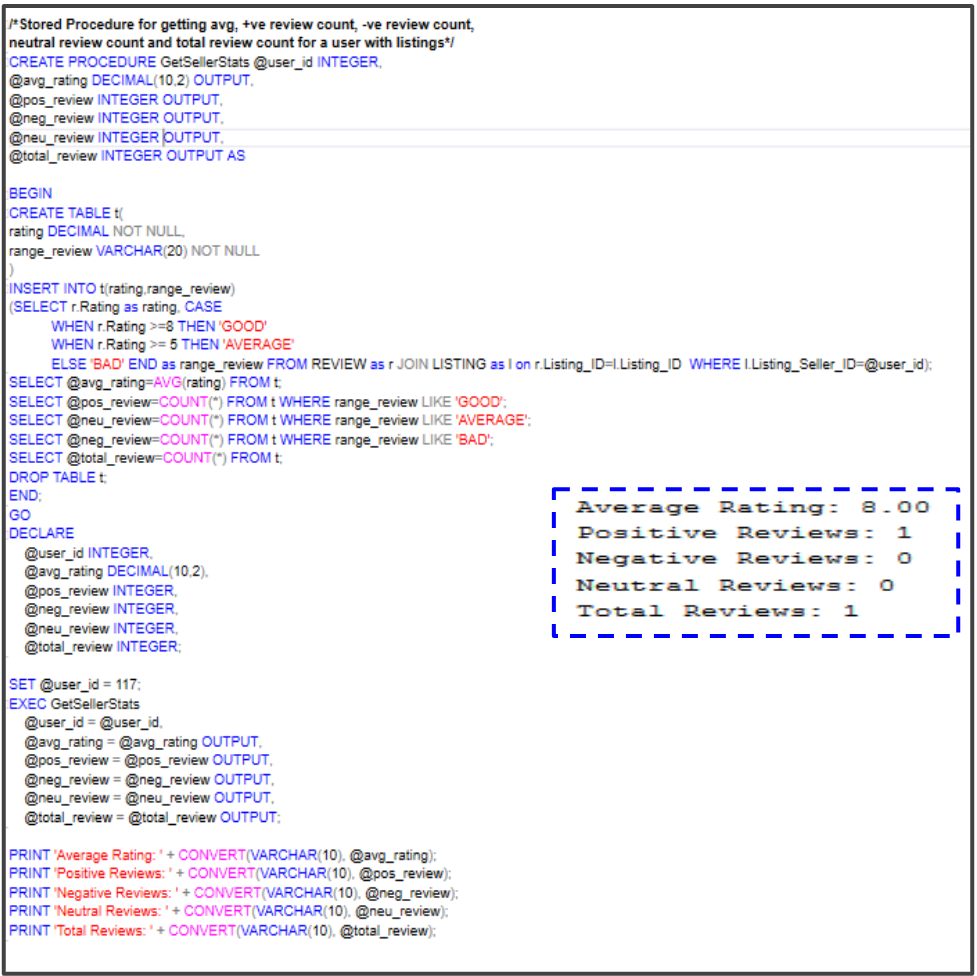 /*Stored Procedure for getting avg, +ve review count, -ve review count,
neutral review count and total review count for a user with listings*/
CREATE PROCEDURE GetSellerStats @user_id INTEGER,
@avg_rating DECIMAL(10,2) OUTPUT,
@pos_review INTEGER OUTPUT,
@neg_review INTEGER OUTPUT,
@neu_review INTEGER OUTPUT,
@total_review INTEGER OUTPUT AS
BEGIN
CREATE TABLE t(
rating DECIMAL NOT NULL,
range_review VARCHAR(20) NOT NULL
)
INSERT INTO t(rating,range_review)
(SELECT r.Rating as rating, CASE
WHEN r.Rating >=8 THEN 'GOOD'
WHEN r.Rating >= 5 THEN 'AVERAGE'
ELSE 'BAD' END as range_review FROM REVIEW as r JOIN LISTING as l on r.Listing_ID=l.Listing_ID  WHERE l.Listing_Seller_ID=@user_id);
SELECT @avg_rating=AVG(rating) FROM t;
SELECT @pos_review=COUNT(*) FROM t WHERE range_review LIKE 'GOOD';
SELECT @neu_review=COUNT(*) FROM t WHERE range_review LIKE 'AVERAGE';
SELECT @neg_review=COUNT(*) FROM t WHERE range_review LIKE 'BAD';
SELECT @total_review=COUNT(*) FROM t;
DROP TABLE t;
END;
GO
DECLARE
@user_id INTEGER,
@avg_rating DECIMAL(10,2),
@pos_review INTEGER,
@neg_review INTEGER,
@neu_review INTEGER,
@total_review INTEGER;
SET @user_id = 117;
EXEC GetSellerStats
@user_id = @user_id,
@avg_rating = @avg_rating OUTPUT,
@pos_review = @pos_review OUTPUT,
@neg_review = @neg_review OUTPUT,
@neu_review = @neu_review OUTPUT,
@total_review = @total_review OUTPUT;
PRINT 'Average Rating: ' + CONVERT(VARCHAR(10), @avg_rating);
PRINT 'Positive Reviews: ' + CONVERT(VARCHAR(10), @pos_review);
PRINT 'Negative Reviews: ' + CONVERT(VARCHAR(10), @neg_review);
PRINT 'Neutral Reviews: ' + CONVERT(VARCHAR(10), @neu_review);
PRINT 'Total Reviews: ' + CONVERT(VARCHAR(10), @total_review);
Average Rating: 8.00
Positive Reviews: 1
Negative Reviews: 0
Neutral Reviews: 0
Total Reviews: 1